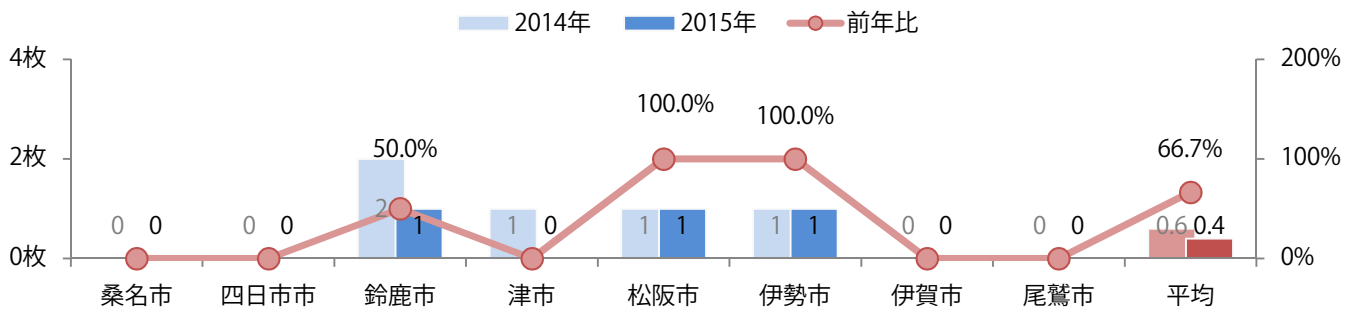 2014年 2015年 前年比
4枚 200%
100.0% 100.0%
2枚 50.0% 66.7% 100%
0 0 0 0 2 1 1 0 1 1 1 1 0 0 0 0 0.6 0.4
0枚 0%
桑名市 四日市市 鈴鹿市 津市 松阪市 伊勢市 伊賀市 尾鷲市 平均